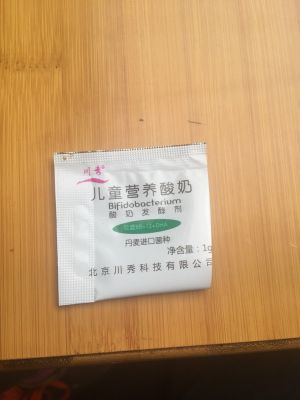 川秀
儿童营养酸奶
Bifidobacterium
酸奶发酵剂
丹麦进口菌种
净含量：1g
北京川秀科技有限公司